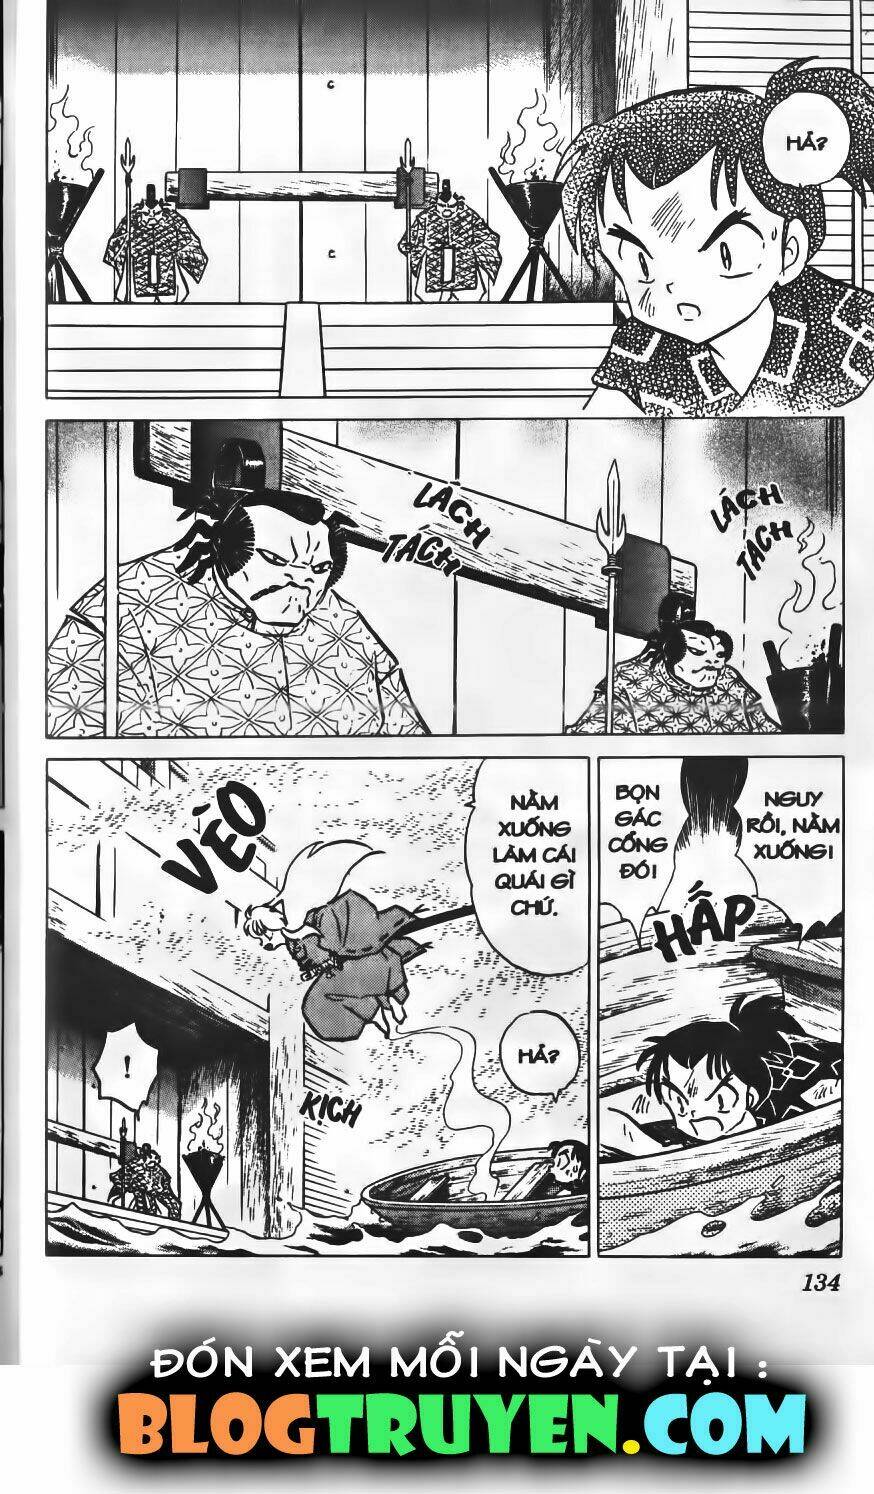 HẢ?
LÁCH
TÁCH
LÁCH
TÁCH
NGUY
RỒI, NẰM
XUỐNG!
BỌN
GÁC
CỔNG
ĐÓ!
HẤP
NẰM
XUỐNG
LÀM CÁI
QUÁI GÌ
CHỨ.
VÈO
HẢ?
!
KỊCH
134
ĐÓN XEM MỖI NGÀY TẠI :
BLOGTRUYEN.COM